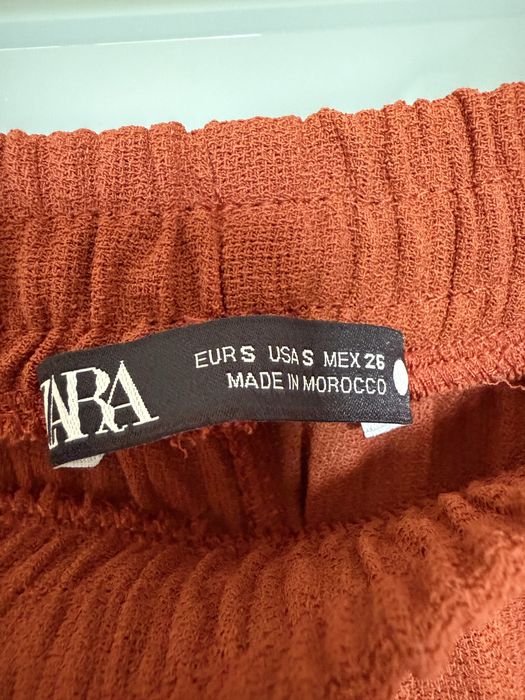 ZARA
EUR S USA S MEX 26
MADE IN MOROCCO